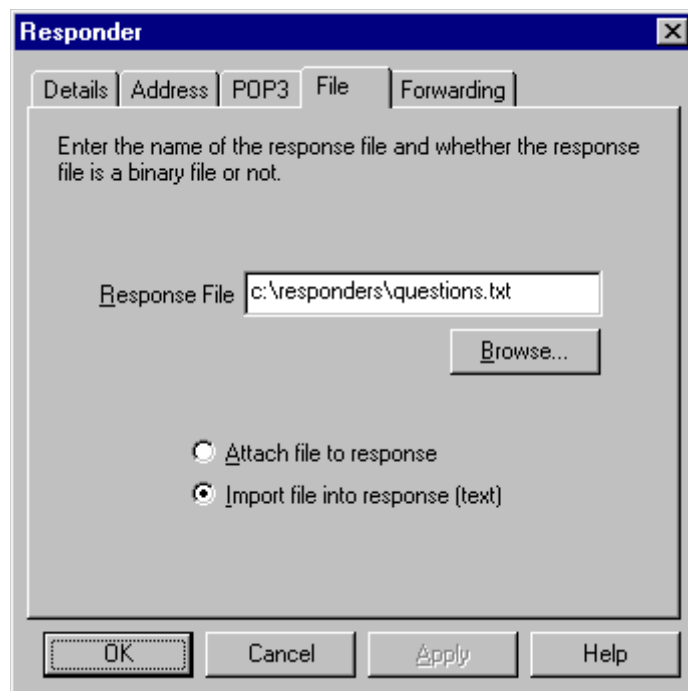 Responder
Details Address POP3 File Forwarding
Enter the name of the response file and whether the response
file is a binary file or not.
Response File c:\responders\questions.txt
Browse...
Attach file to response
Import file into response (text)
OK Cancel Apply Help